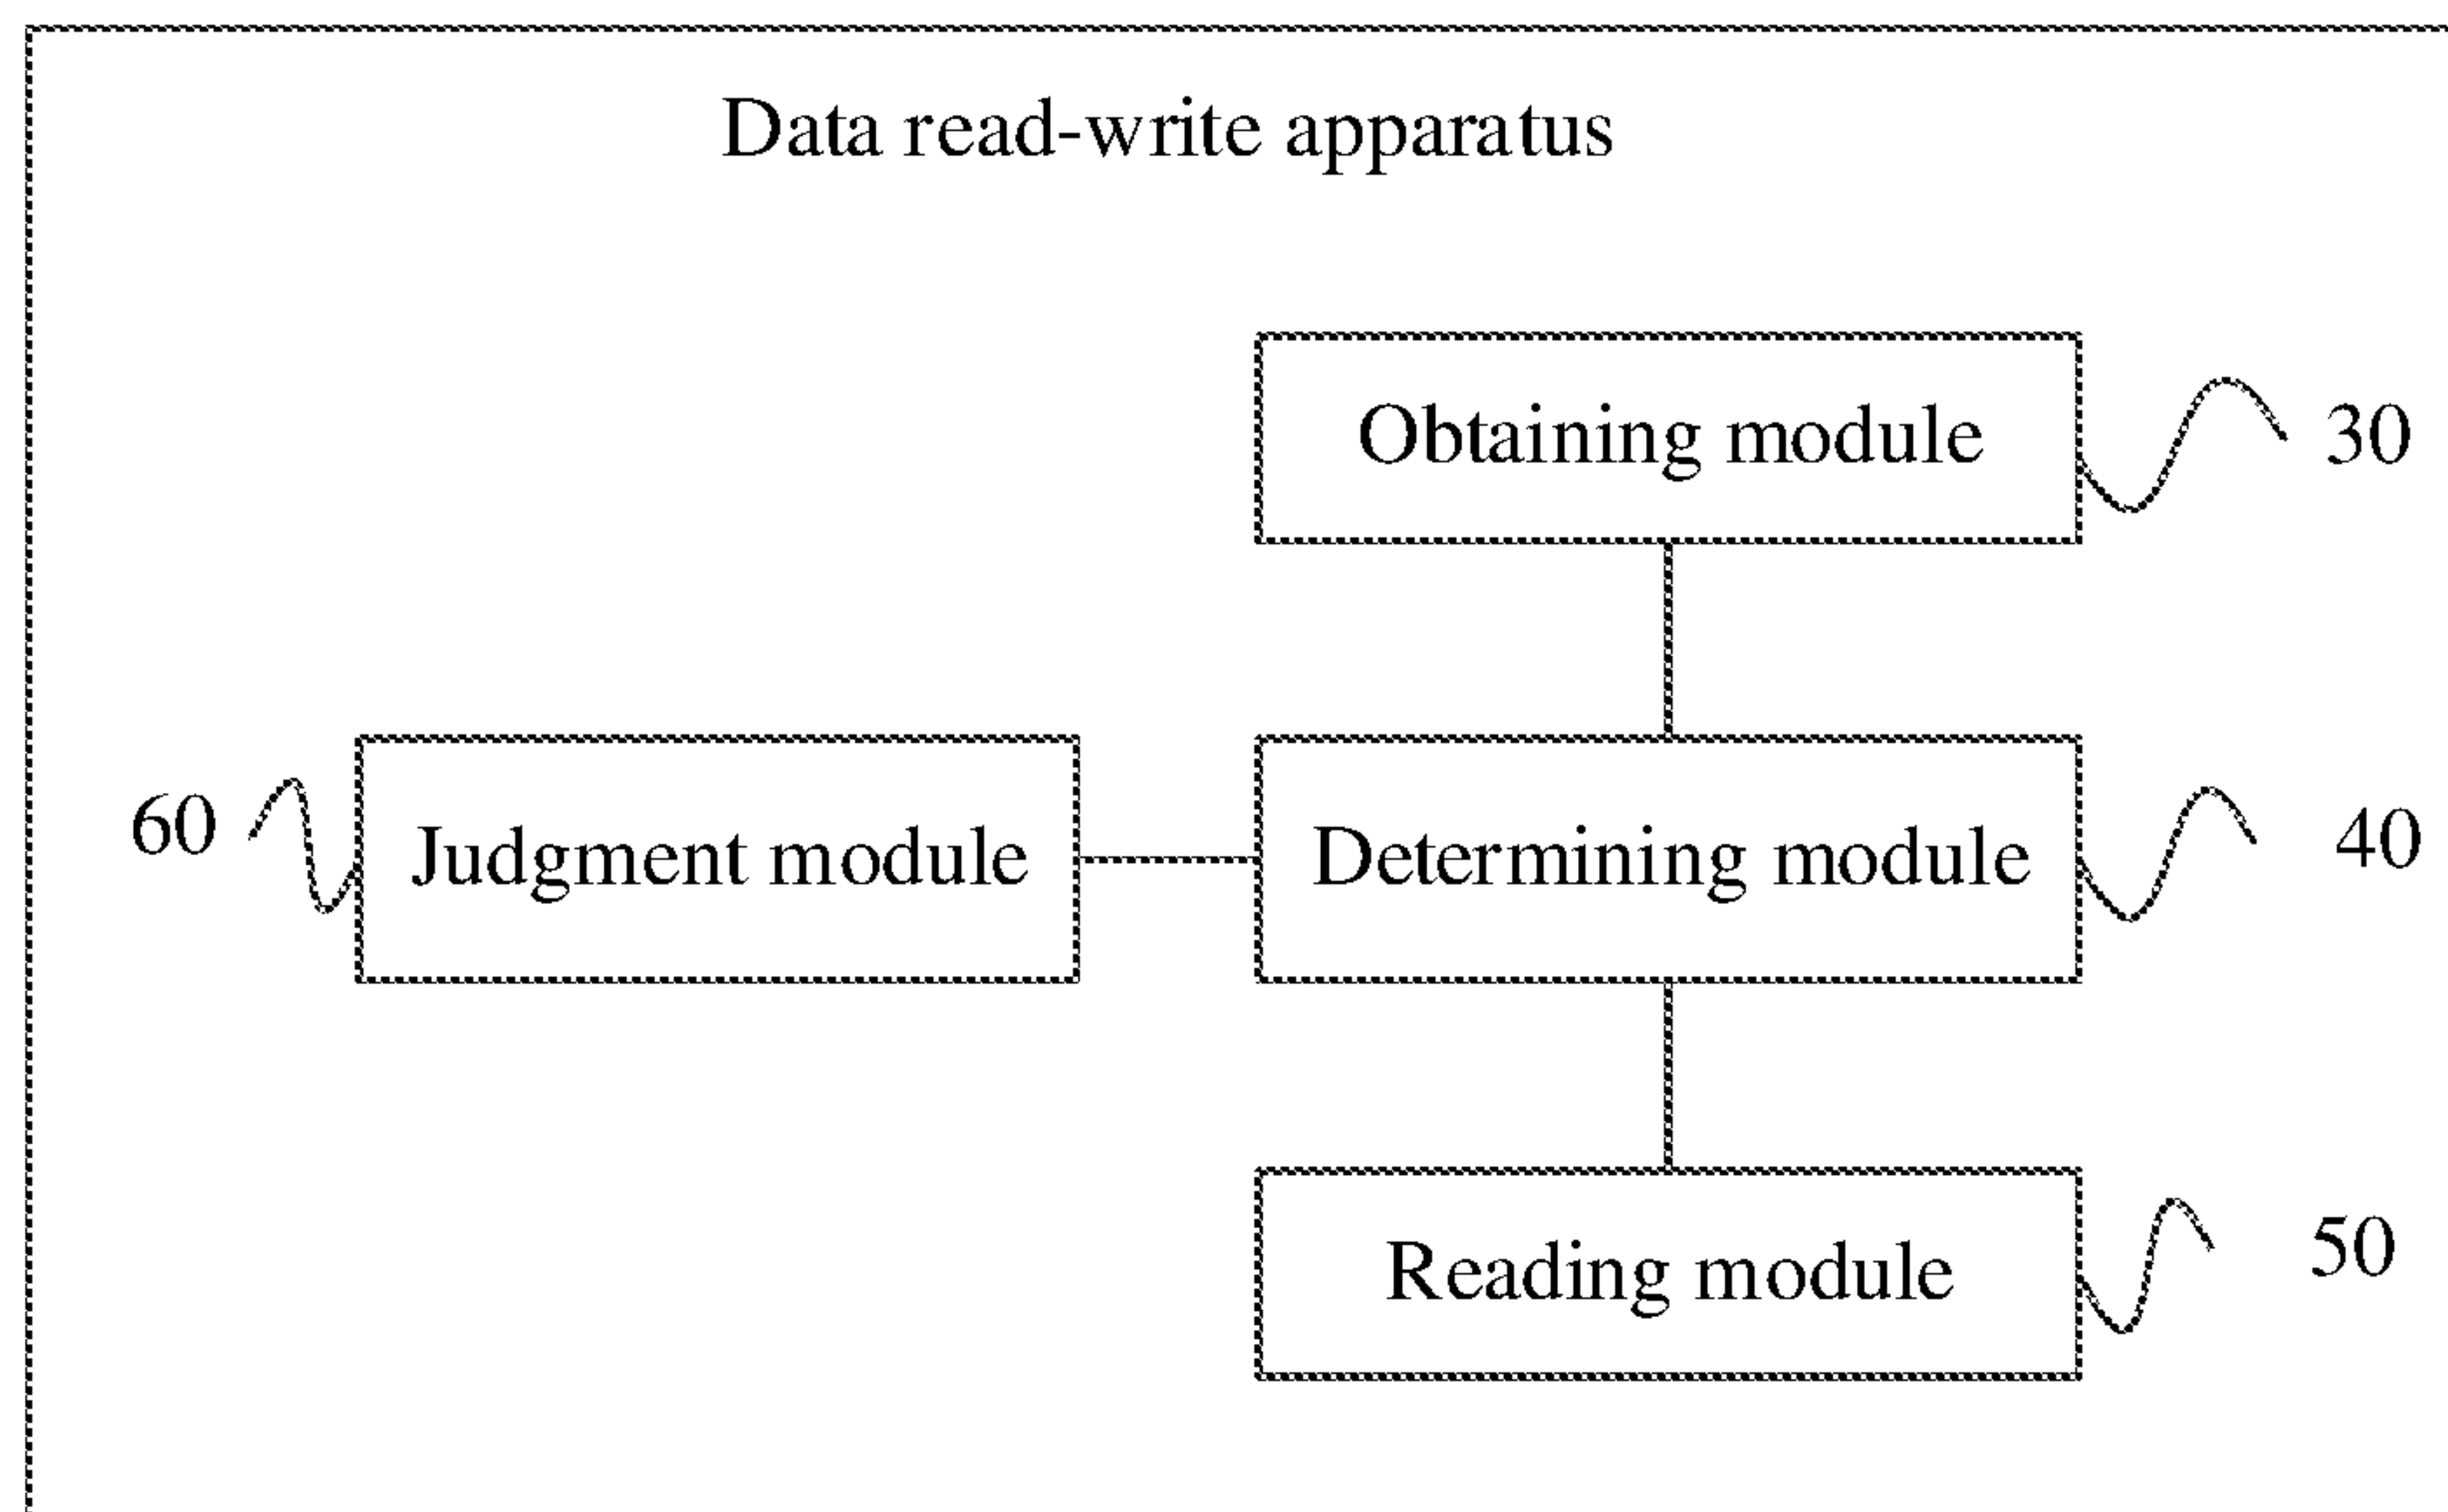 Data read-write apparatus
Obtaining module
30
60
Judgment module
Determining module
40
Reading module
50